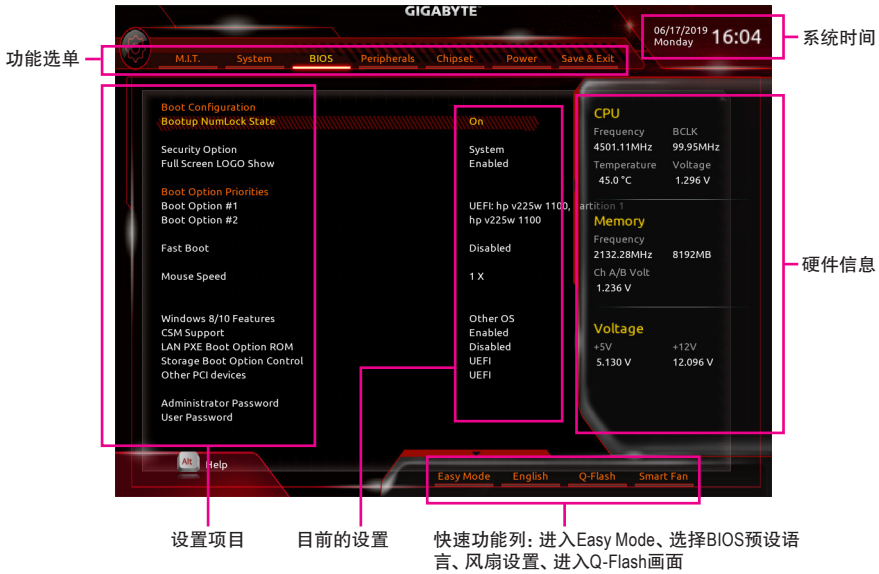 GIGABYTE
06/17/2019
Monday
16:04
系统时间
功能选单
M.I.T. System BIOS Peripherals Chipset Power Save & Exit
Boot Configuration
Bootup NumLock State On
Security Option System
Full Screen LOGO Show Enabled
Boot Option Priorities
Boot Option #1 UEFI: hp v225w 1100, Partition 1
Boot Option #2 hp v225w 1100
Fast Boot Disabled
Mouse Speed 1 X
Windows 8/10 Features Other OS
CSM Support Enabled
LAN PXE Boot Option ROM Disabled
Storage Boot Option Control UEFI
Other PCI devices UEFI
Administrator Password
User Password
CPU
Frequency BCLK
4501.11MHz 99.95MHz
Temperature Voltage
45.0 °C 1.296 V
Memory
Frequency
2132.28MHz 8192MB
Ch A/B Volt
1.236 V
Voltage
+5V +12V
5.130 V 12.096 V
硬件信息
Alt Help
Easy Mode English Q-Flash Smart Fan
设置项目
目前的设置
快速功能列: 进入Easy Mode、选择BIOS预设语
言、风扇设置、进入Q-Flash画面